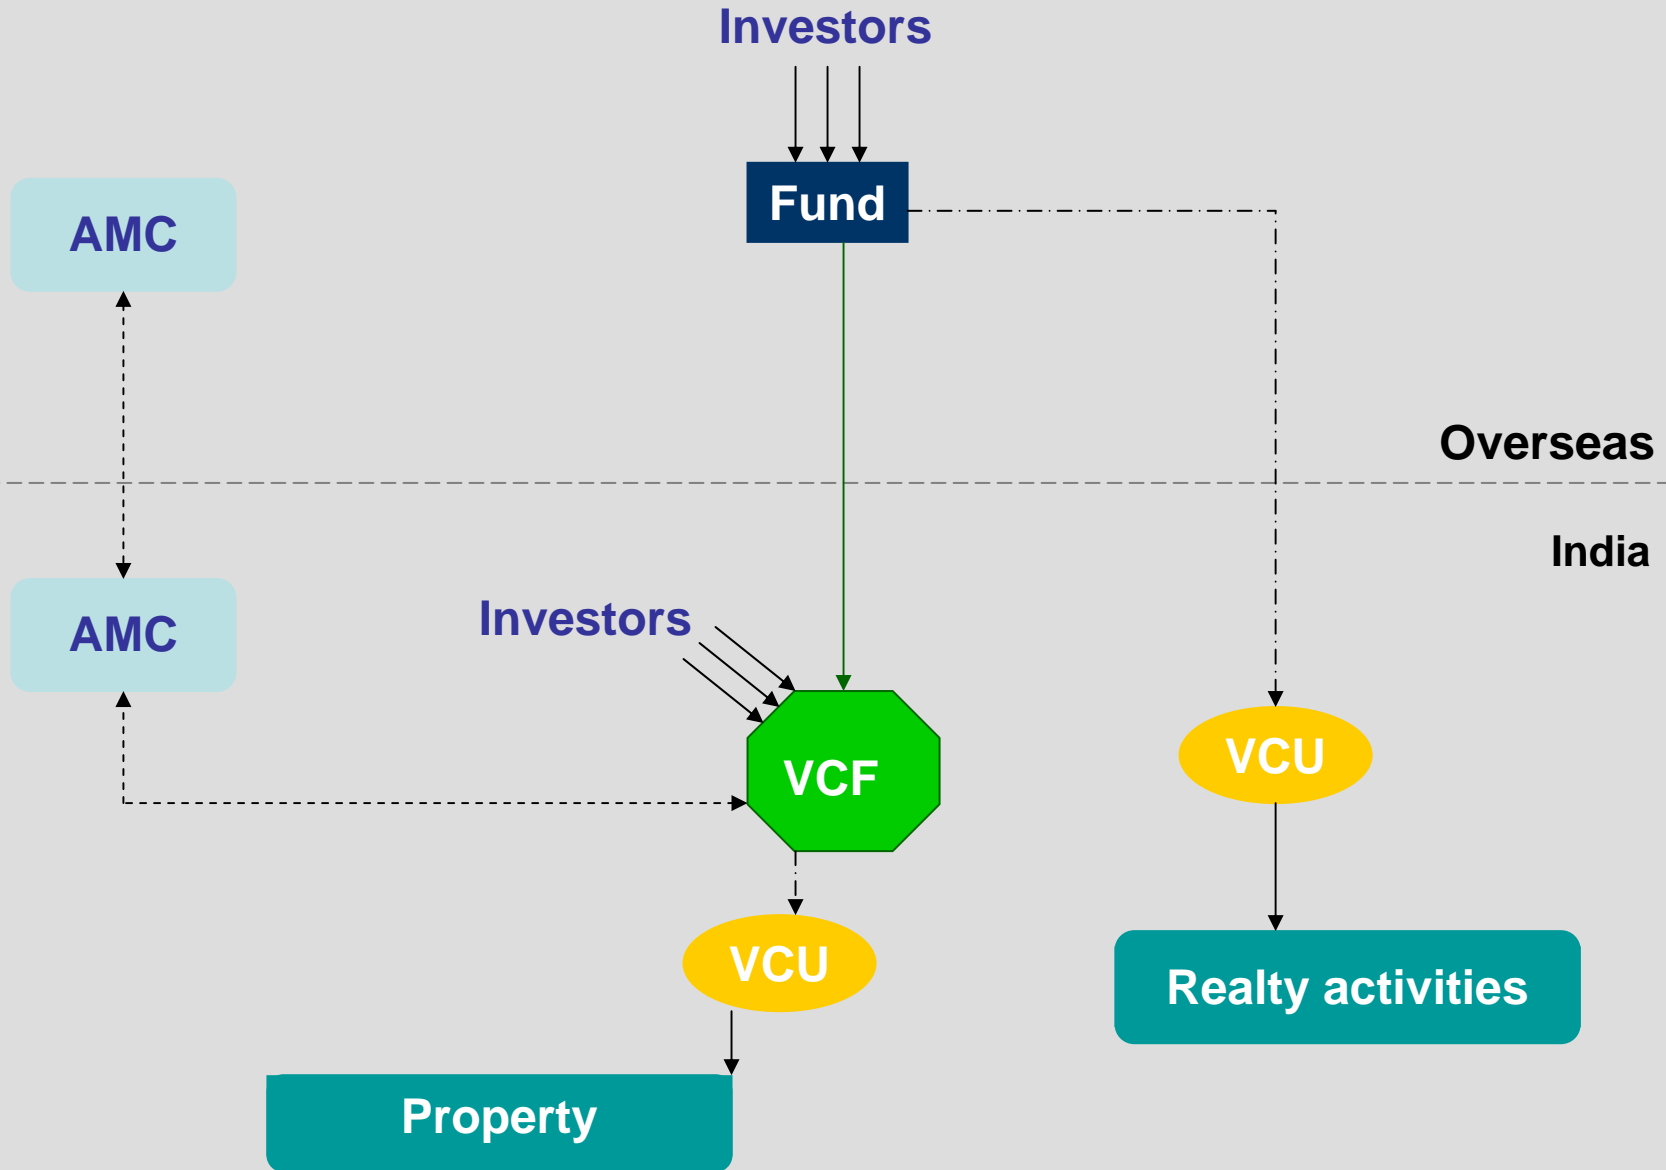 Investors
Fund
AMC
Overseas
India
AMC
Investors
VCF
VCU
VCU
Realty activities
Property